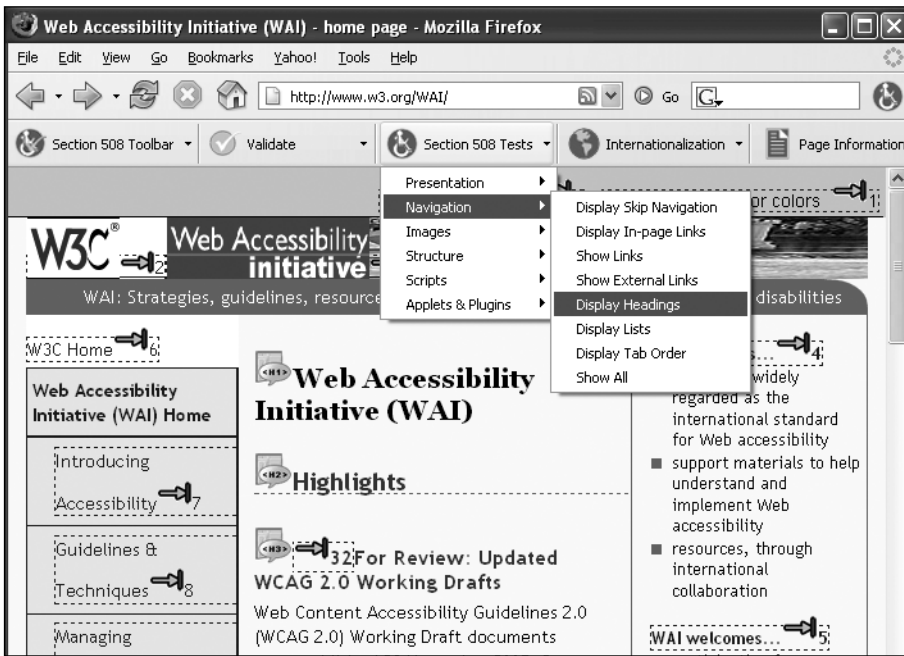 Web Accessibility Initiative (WAI) - home page - Mozilla Firefox
File Edit View Go Bookmarks Yahoo! Tools Help
http://www.w3.org/WAI/ Go G
Section 508 Toolbar Validate Section 508 Tests Internationalization Page Information
Presentation
Navigation
Images
Structure
Scripts
Applets & Plugins
Display Skip Navigation
Display In-page Links
Show Links
Show External Links
Display Headings
Display Lists
Display Tab Order
Show All
or colors 1
W3C® 2
Web Accessibility
initiative
WAI: Strategies, guidelines, resource
disabilities
W3C Home 6
Web Accessibility
Initiative (WAI) Home
Introducing
Accessibility 7
Guidelines &
Techniques 8
Managing
<H1> Web Accessibility
Initiative (WAI)
<H2> Highlights
<H3> 32 For Review: Updated
WCAG 2.0 Working Drafts
Web Content Accessibility Guidelines 2.0
(WCAG 2.0) Working Draft documents
... 4
widely
regarded as the
international standard
for Web accessibility
support materials to help
understand and
implement Web
accessibility
resources, through
international
collaboration
WAI welcomes... 5